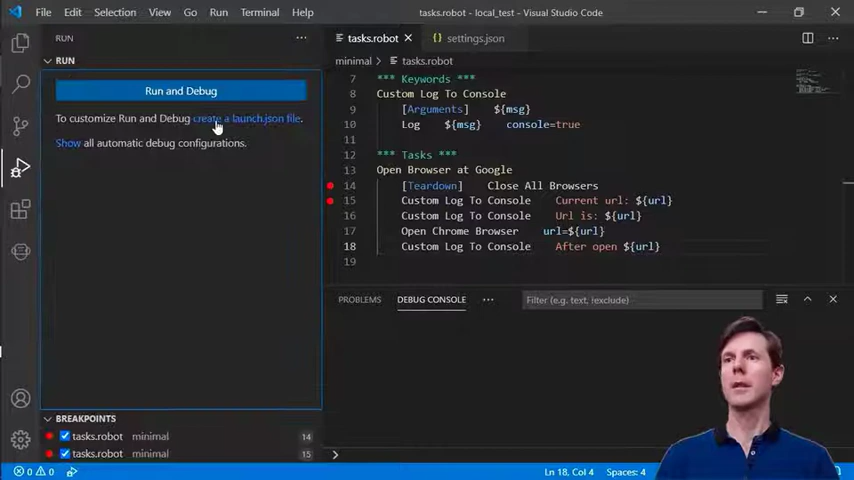 File Edit Selection View Go Run Terminal Help
tasks.robot - local_test - Visual Studio Code
RUN ···
RUN
Run and Debug
To customize Run and Debug create a launch.json file.
Show all automatic debug configurations.
BREAKPOINTS
tasks.robot minimal 14
tasks.robot minimal 15
tasks.robot {} settings.json
minimal > tasks.robot
7 *** Keywords ***
8 Custom Log To Console
9 [Arguments] ${msg}
10 Log ${msg} console=true
11
12 *** Tasks ***
13 Open Browser at Google
14 [Teardown] Close All Browsers
15 Custom Log To Console Current url: ${url}
16 Custom Log To Console Url is: ${url}
17 Open Chrome Browser url=${url}
18 Custom Log To Console After open ${url}
19
PROBLEMS DEBUG CONSOLE ··· Filter (e.g. text, !exclude)
0 0
Ln 18, Col 4 Spaces: 4